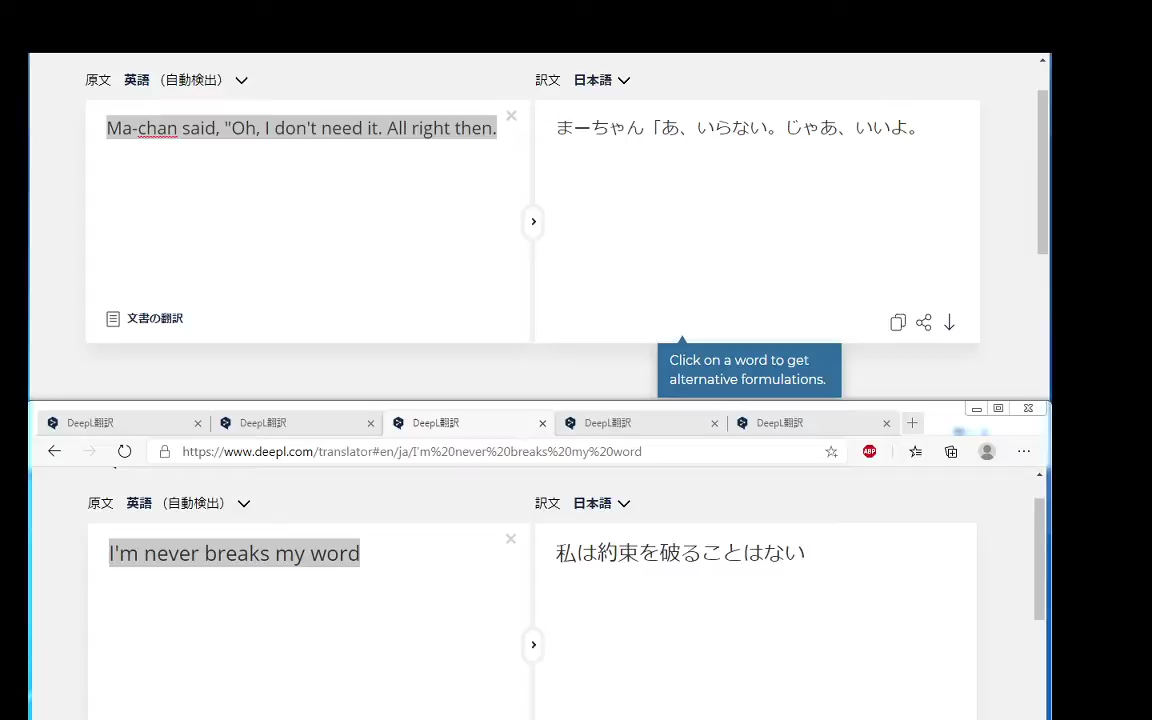 原文 英語 (自動検出)
訳文 日本語
Ma-chan said, "Oh, I don't need it. All right then.
まーちゃん「あ、いらない。じゃあ、いいよ。
文書の翻訳
Click on a word to get
alternative formulations.
DeepL翻訳
DeepL翻訳
DeepL翻訳
DeepL翻訳
DeepL翻訳
https://www.deepl.com/translator#en/ja/I'm%20never%20breaks%20my%20word
ABP
原文 英語 (自動検出)
訳文 日本語
I'm never breaks my word
私は約束を破ることはない